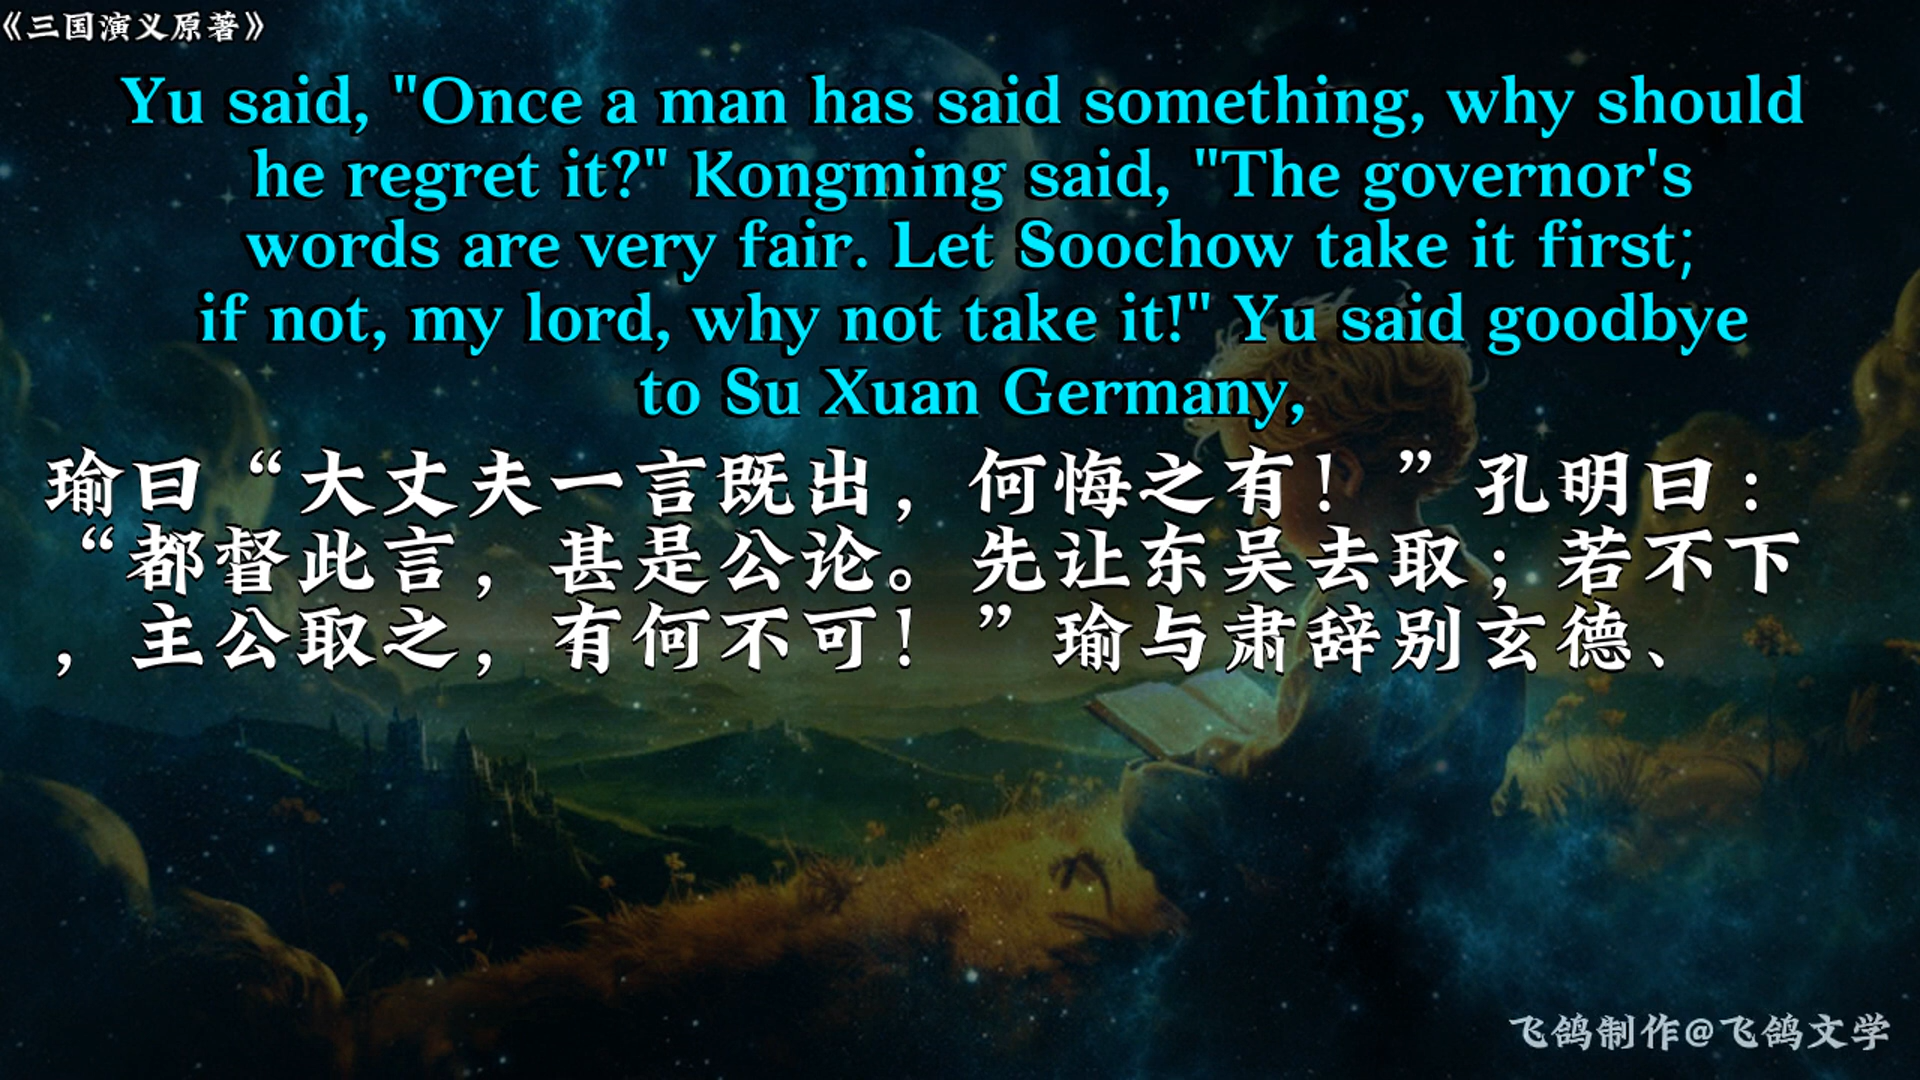 《三国演义原著》
Yu said, "Once a man has said something, why should
he regret it?" Kongming said, "The governor's
words are very fair. Let Soochow take it first;
if not, my lord, why not take it!" Yu said goodbye
to Su Xuan Germany,
瑜曰“大丈夫一言既出，何悔之有！”孔明曰：
“都督此言，甚是公论。先让东吴去取；若不下
，主公取之，有何不可！”瑜与肃辞别玄德、
飞鸽制作@飞鸽文学